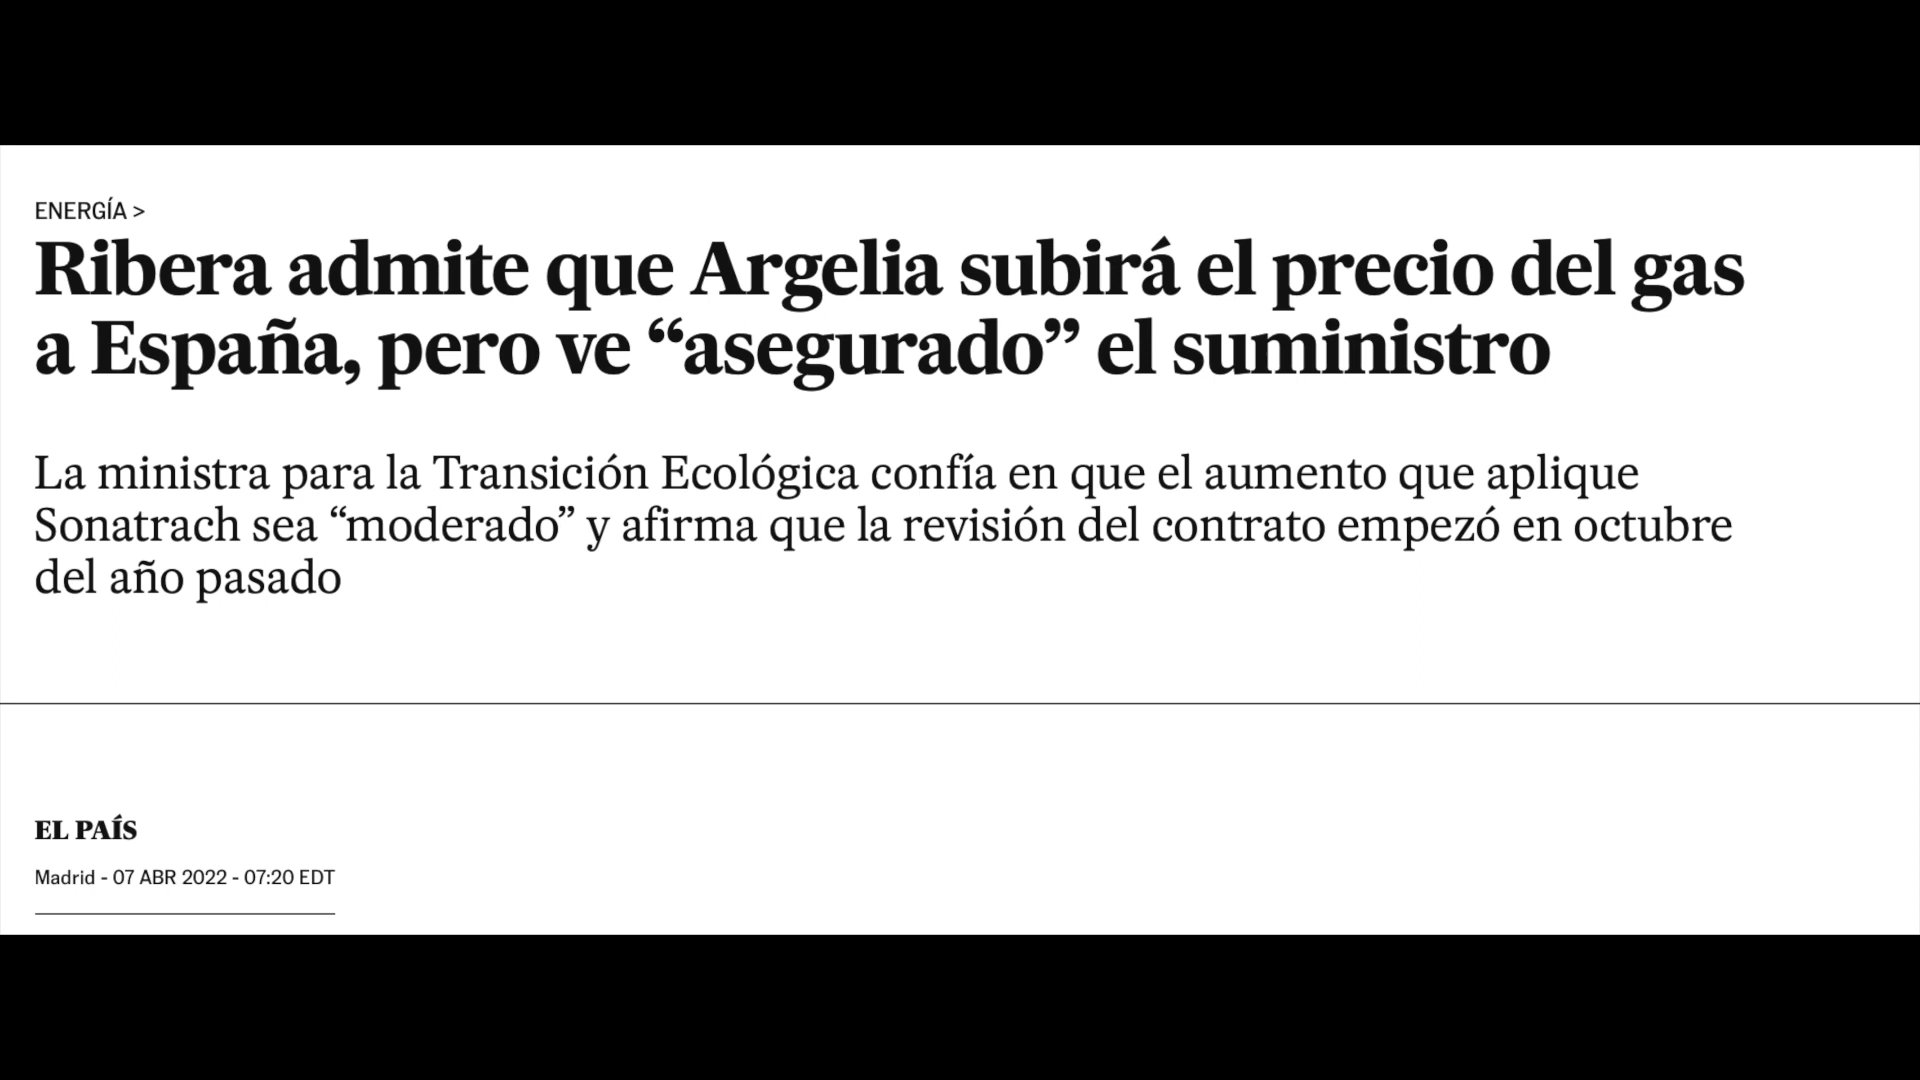 ENERGÍA >
Ribera admite que Argelia subirá el precio del gas
a España, pero ve “asegurado” el suministro
La ministra para la Transición Ecológica confía en que el aumento que aplique
Sonatrach sea “moderado” y afirma que la revisión del contrato empezó en octubre
del año pasado
EL PAÍS
Madrid - 07 ABR 2022 - 07:20 EDT